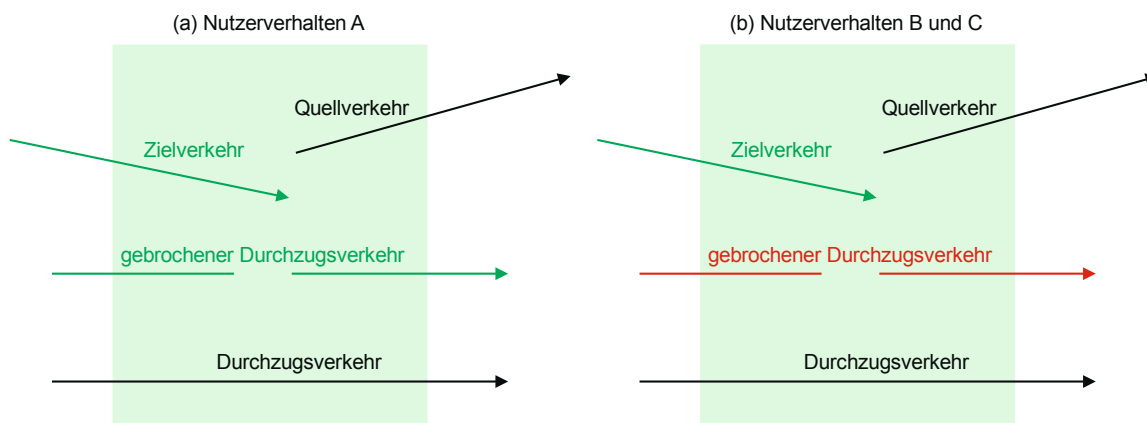 (a) Nutzerverhalten A
Quellverkehr
Zielverkehr
gebrochener Durchzugsverkehr
Durchzugsverkehr
(b) Nutzerverhalten B und C
Quellverkehr
Zielverkehr
gebrochener Durchzugsverkehr
Durchzugsverkehr